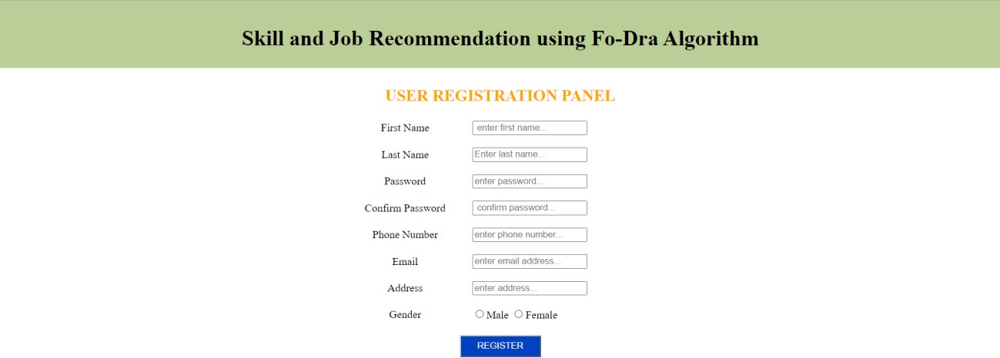 Skill and Job Recommendation using Fo-Dra Algorithm
USER REGISTRATION PANEL
First Name enter first name...
Last Name Enter last name...
Password enter password...
Confirm Password confirm password...
Phone Number enter phone number...
Email enter email address...
Address enter address...
Gender Male Female
REGISTER